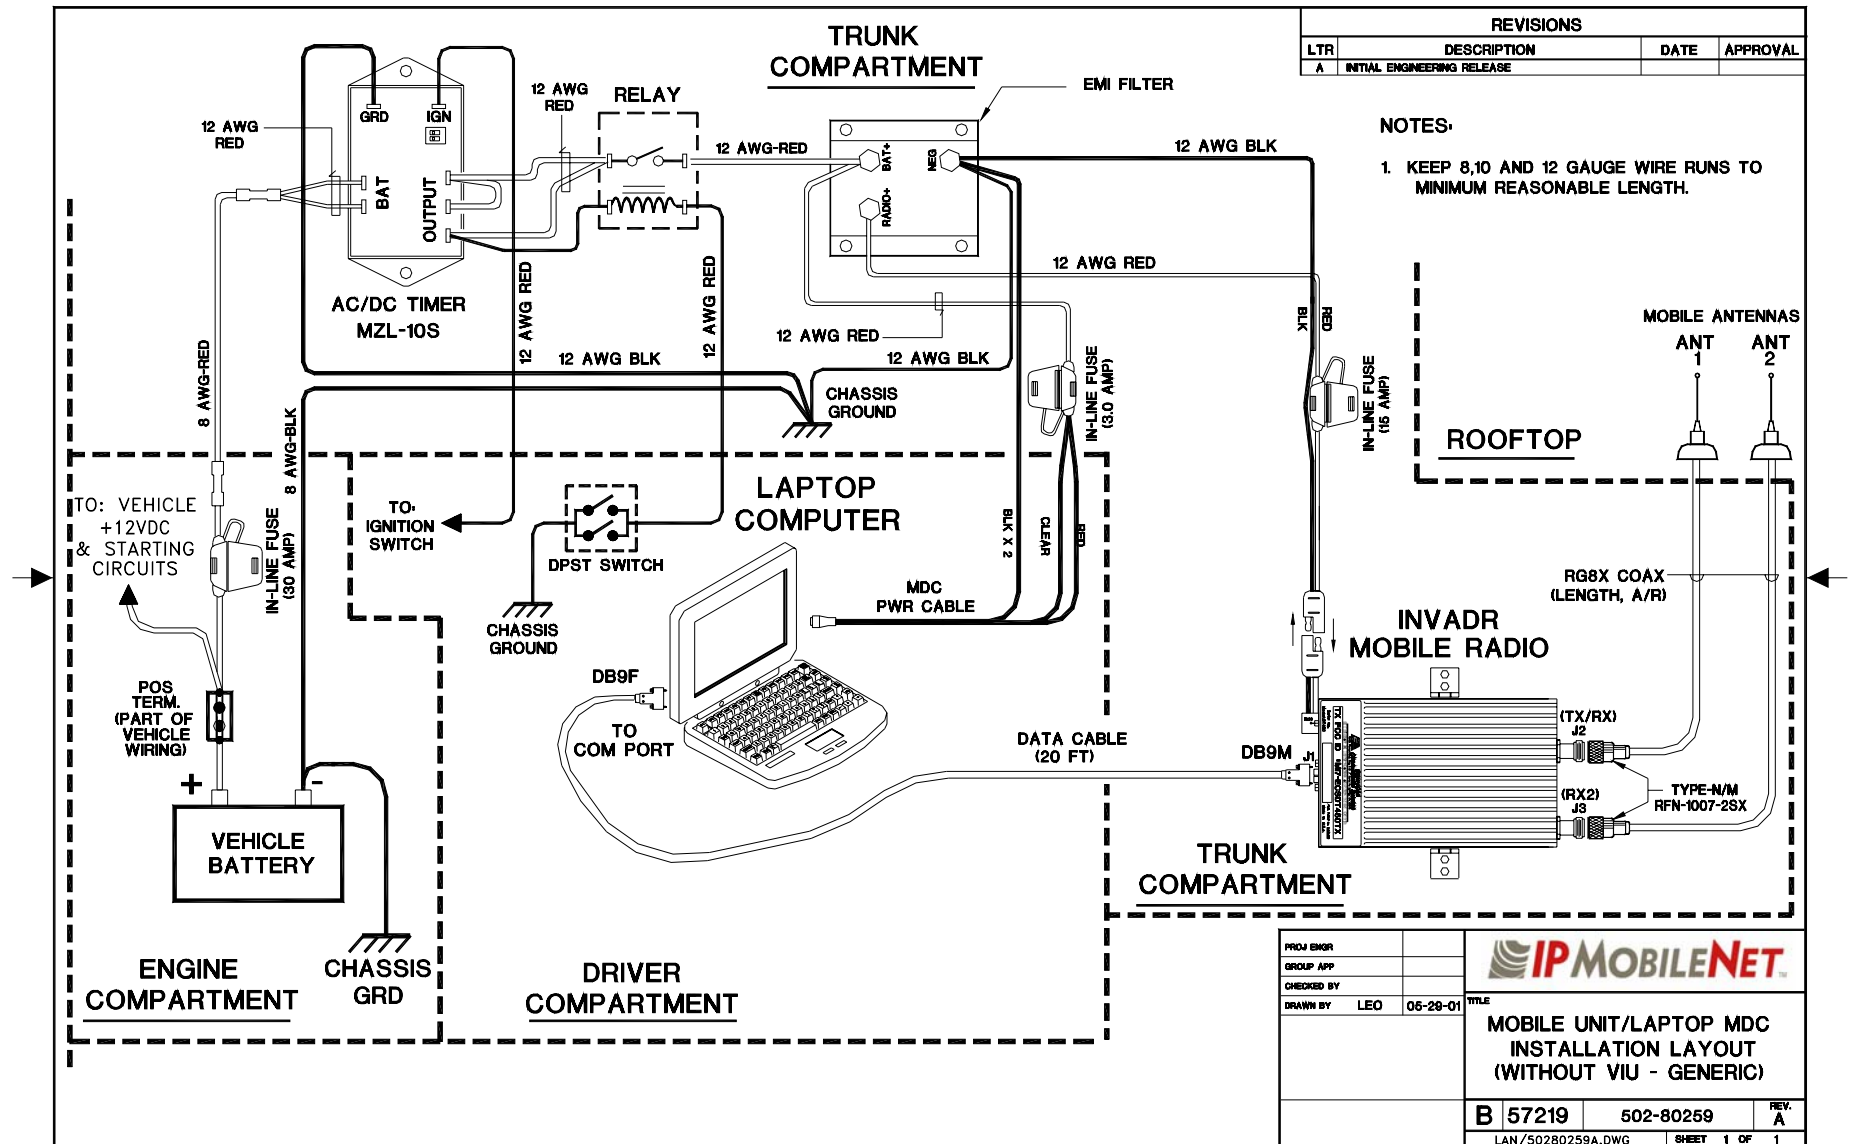 TRUNK
COMPARTMENT
REVISIONS
LTR DESCRIPTION DATE APPROVAL
A INITIAL ENGINEERING RELEASE
EMI FILTER
NOTES:
1. KEEP 8,10 AND 12 GAUGE WIRE RUNS TO
MINIMUM REASONABLE LENGTH.
12 AWG
RED
GRD
IGN
BAT
OUTPUT
12 AWG
RED
RELAY
12 AWG-RED
BAT+
NEG
RADIO+
12 AWG BLK
AC/DC TIMER
MZL-10S
12 AWG RED
12 AWG RED
12 AWG RED
12 AWG RED
12 AWG BLK
12 AWG BLK
8 AWG-RED
8 AWG-BLK
CHASSIS
GROUND
IN-LINE FUSE
(3.0 AMP)
BLK
RED
IN-LINE FUSE
(15 AMP)
MOBILE ANTENNAS
ANT
1
ANT
2
ROOFTOP
TO: VEHICLE
+12VDC
& STARTING
CIRCUITS
IN-LINE FUSE
(30 AMP)
TO:
IGNITION
SWITCH
DPST SWITCH
CHASSIS
GROUND
LAPTOP
COMPUTER
BLK X 2
CLEAR
RED
MDC
PWR CABLE
RG8X COAX
(LENGTH, A/R)
INVADR
MOBILE RADIO
POS
TERM.
(PART OF
VEHICLE
WIRING)
DB9F
TO
COM PORT
DATA CABLE
(20 FT)
DB9M
J1
TX FCC ID
(TX/RX)
J2
(RX2)
J3
TYPE-N/M
RFN-1007-2SX
+
-
VEHICLE
BATTERY
TRUNK
COMPARTMENT
ENGINE
COMPARTMENT
CHASSIS
GRD
DRIVER
COMPARTMENT
PROJ ENGR
GROUP APP
CHECKED BY
DRAWN BY LEO 05-29-01
IPMOBILENET
TM
TITLE
MOBILE UNIT/LAPTOP MDC
INSTALLATION LAYOUT
(WITHOUT VIU - GENERIC)
B 57219 502-80259 REV.
A
LAN/50280259A.DWG SHEET 1 OF 1